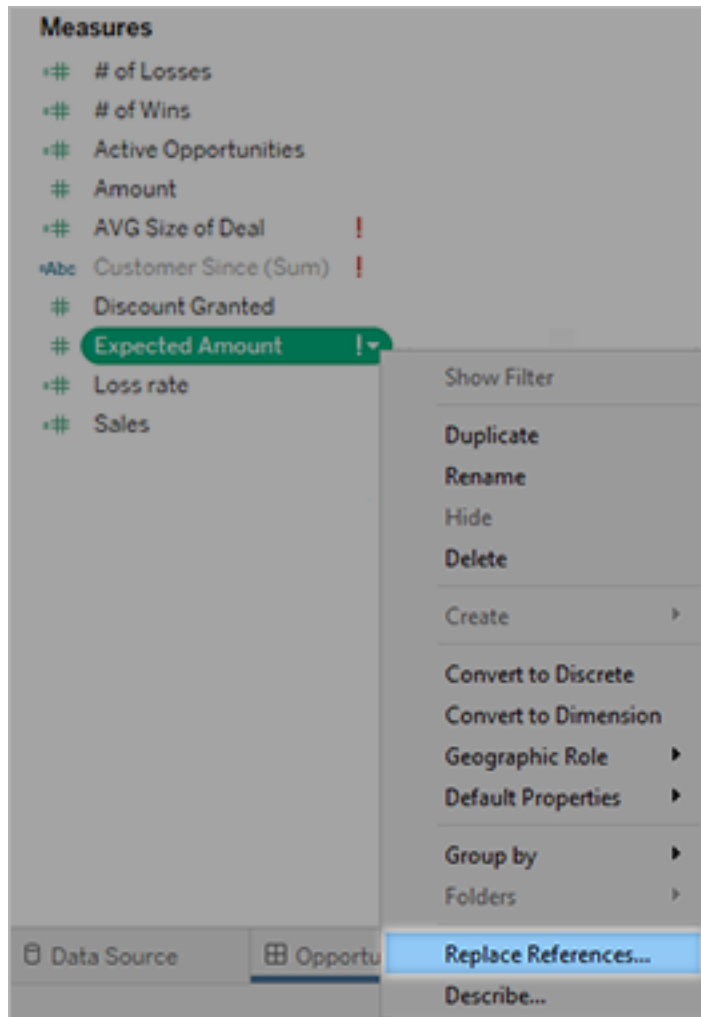 Measures
# of Losses
# of Wins
Active Opportunities
Amount
AVG Size of Deal !
Abc Customer Since (Sum) !
Discount Granted
Expected Amount !
Loss rate
Sales
Show Filter
Duplicate
Rename
Hide
Delete
Create
Convert to Discrete
Convert to Dimension
Geographic Role
Default Properties
Group by
Folders
Replace References...
Describe...
Data Source
Opportu